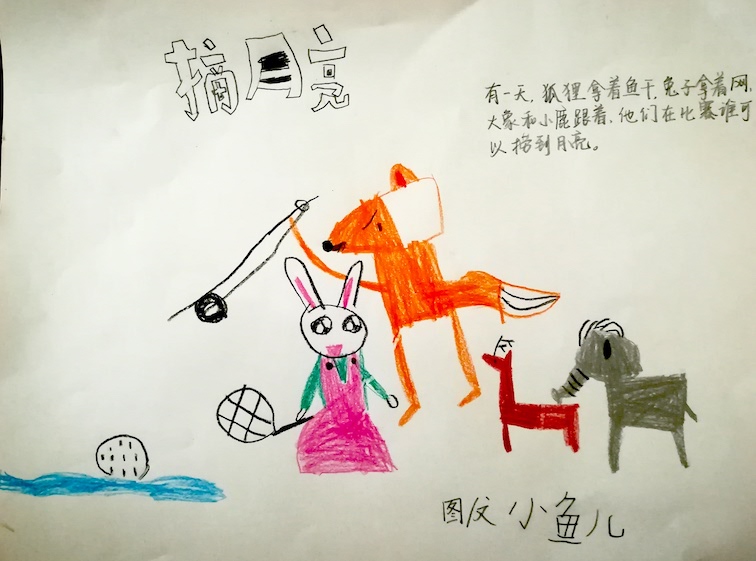 摘月亮
有一天，狐狸拿着鱼干，兔子拿着网，
大象和小鹿跟着，他们在比赛谁可
以捞到月亮。
图/文 小鱼儿